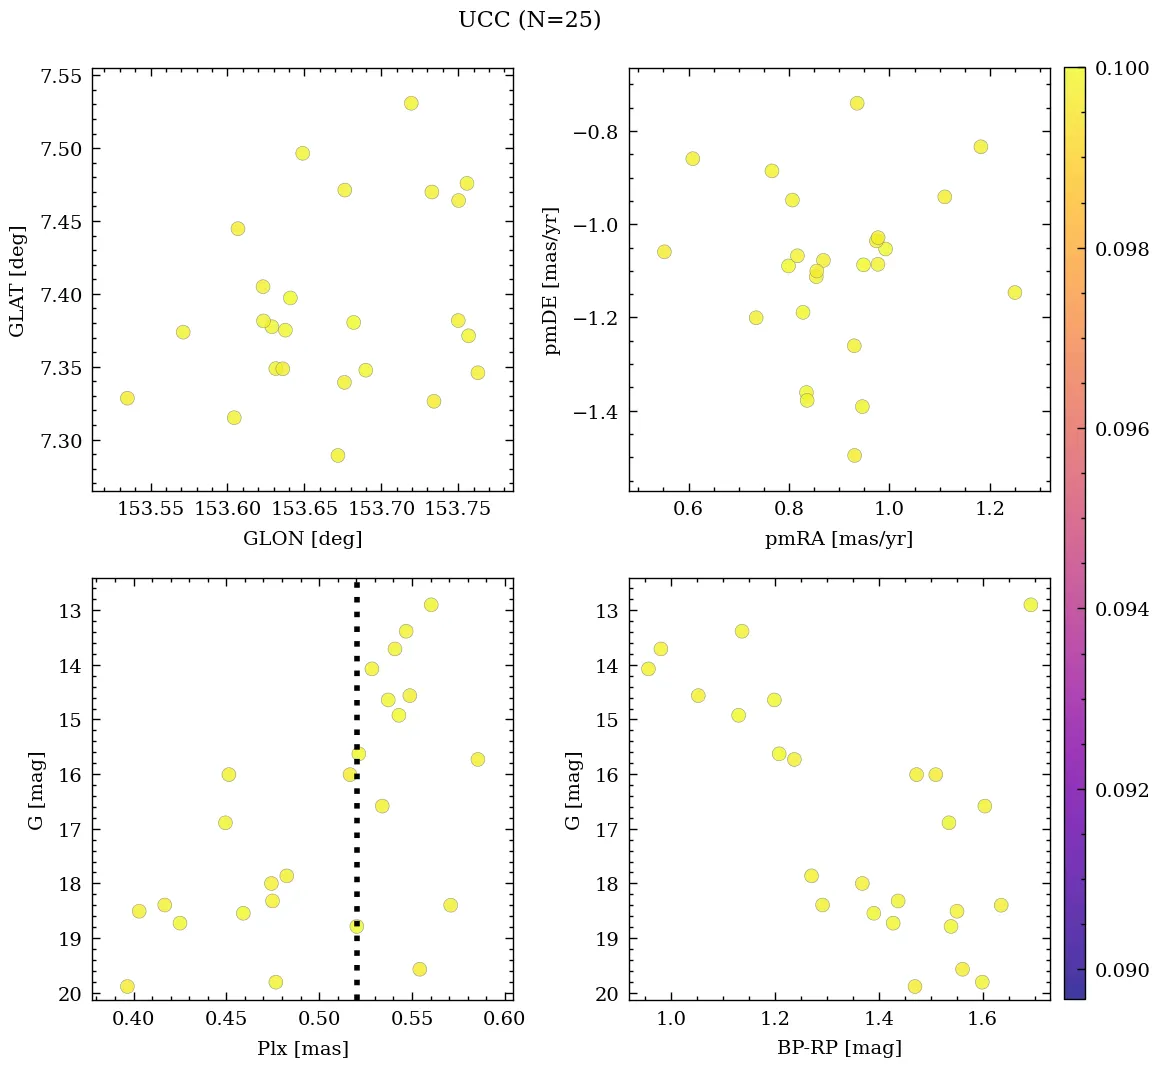 UCC (N=25)
7.55
7.50
7.45
7.40
7.35
7.30
GLAT [deg]
153.55 153.60 153.65 153.70 153.75
GLON [deg]
−0.8
−1.0
−1.2
−1.4
pmDE [mas/yr]
0.6 0.8 1.0 1.2
pmRA [mas/yr]
0.100
0.098
0.096
0.094
0.092
0.090
13
14
15
16
17
18
19
20
G [mag]
0.40 0.45 0.50 0.55 0.60
Plx [mas]
13
14
15
16
17
18
19
20
G [mag]
1.0 1.2 1.4 1.6
BP-RP [mag]